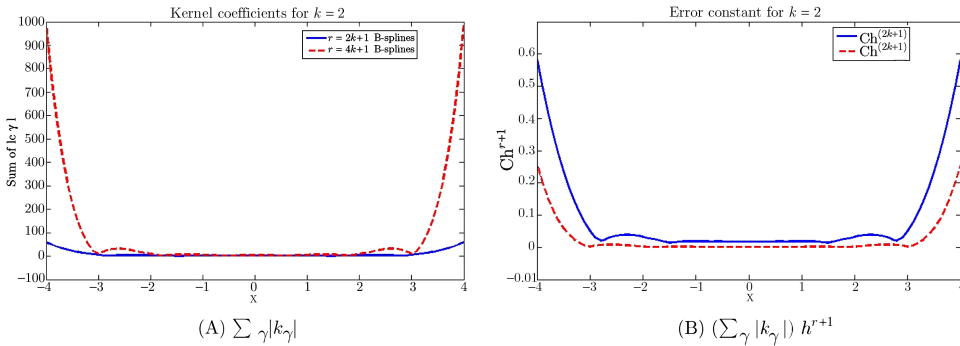 Kernel coefficients for k = 2
1000
900
800
700
600
500
400
300
200
100
0
−100
Sum of |c γ |
r = 2k+1 B-splines
r = 4k+1 B-splines
−4 −3 −2 −1 0 1 2 3 4
X
(A) ∑ γ|kγ|
Error constant for k = 2
0.6
0.5
0.4
0.3
0.2
0.1
0
−0.01
Ch^{r+1}
Ch^{(2k+1)}
Ch^{(2k+1)}
−4 −3 −2 −1 0 1 2 3 4
X
(B) (∑γ |kγ|) h^{r+1}